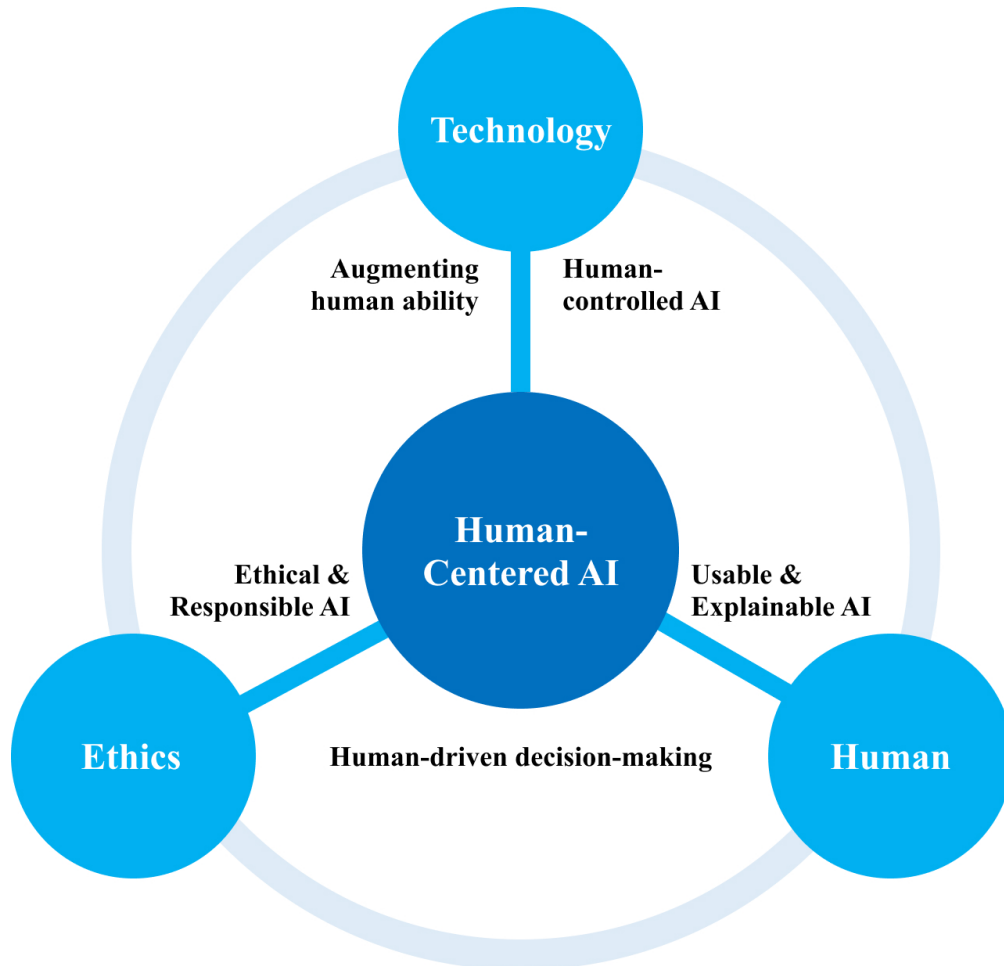 Technology
Augmenting
human ability
Human-
controlled AI
Human-
Centered AI
Ethical &
Responsible AI
Usable &
Explainable AI
Ethics
Human-driven decision-making
Human